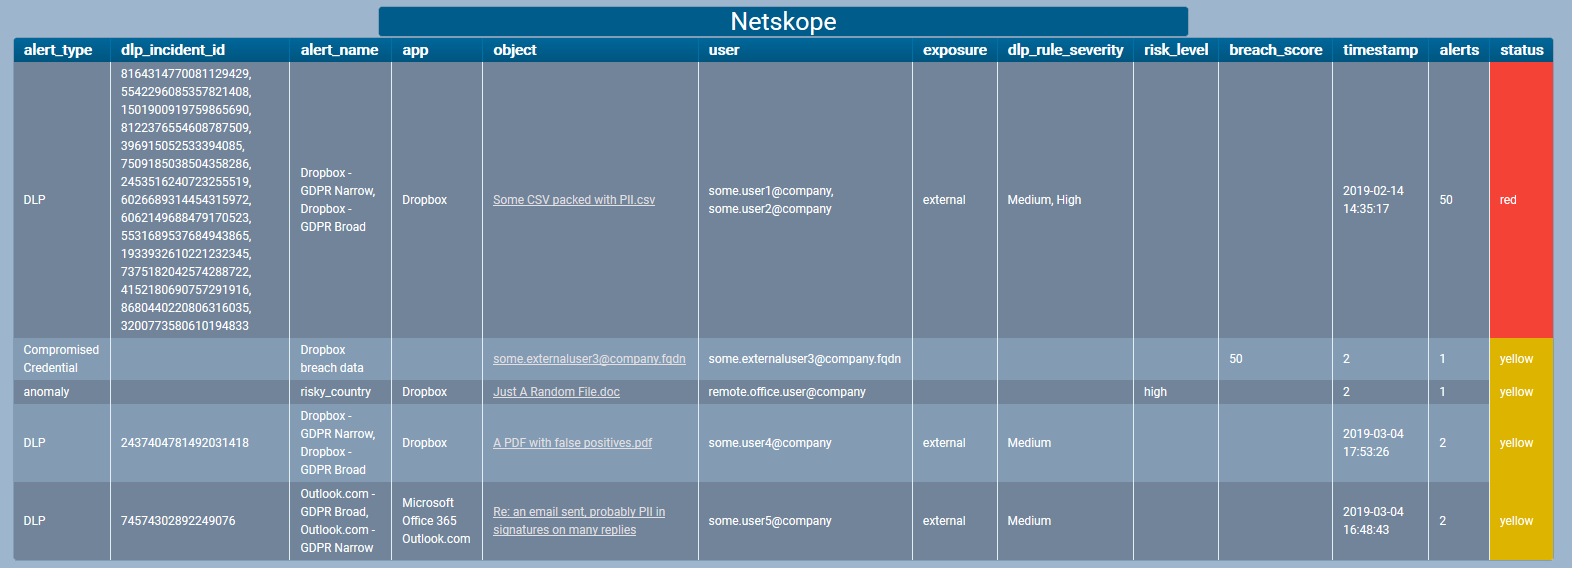 Netskope
alert_type dlp_incident_id alert_name app object user exposure dlp_rule_severity risk_level breach_score timestamp alerts status
8164314770081129429,
5542296085357821408,
1501900919759865690,
8122376554608787509,
396915052533394085,
7509185038504358286,
2453516240723255519,
6026689314454315972,
6062149688479170523,
5531689537684943865,
1933932610221232345,
7375182042574288722,
4152180690757291916,
8680440220806316035,
3200773580610194833
DLP
Dropbox -
GDPR Narrow,
Dropbox -
GDPR Broad
Dropbox
Some CSV packed with PII.csv
some.user1@company,
some.user2@company
external
Medium, High
2019-02-14
14:35:17
50
red
Compromised
Credential
Dropbox
breach data
some.externaluser3@company.fqdn
some.externaluser3@company.fqdn
50
2
1
yellow
anomaly
risky_country
Dropbox
Just A Random File.doc
remote.office.user@company
high
2
1
yellow
DLP
2437404781492031418
Dropbox -
GDPR Narrow,
Dropbox -
GDPR Broad
Dropbox
A PDF with false positives.pdf
some.user4@company
external
Medium
2019-03-04
17:53:26
2
yellow
DLP
74574302892249076
Outlook.com -
GDPR Broad,
Outlook.com -
GDPR Narrow
Microsoft
Office 365
Outlook.com
Re: an email sent, probably PII in
signatures on many replies
some.user5@company
external
Medium
2019-03-04
16:48:43
2
yellow